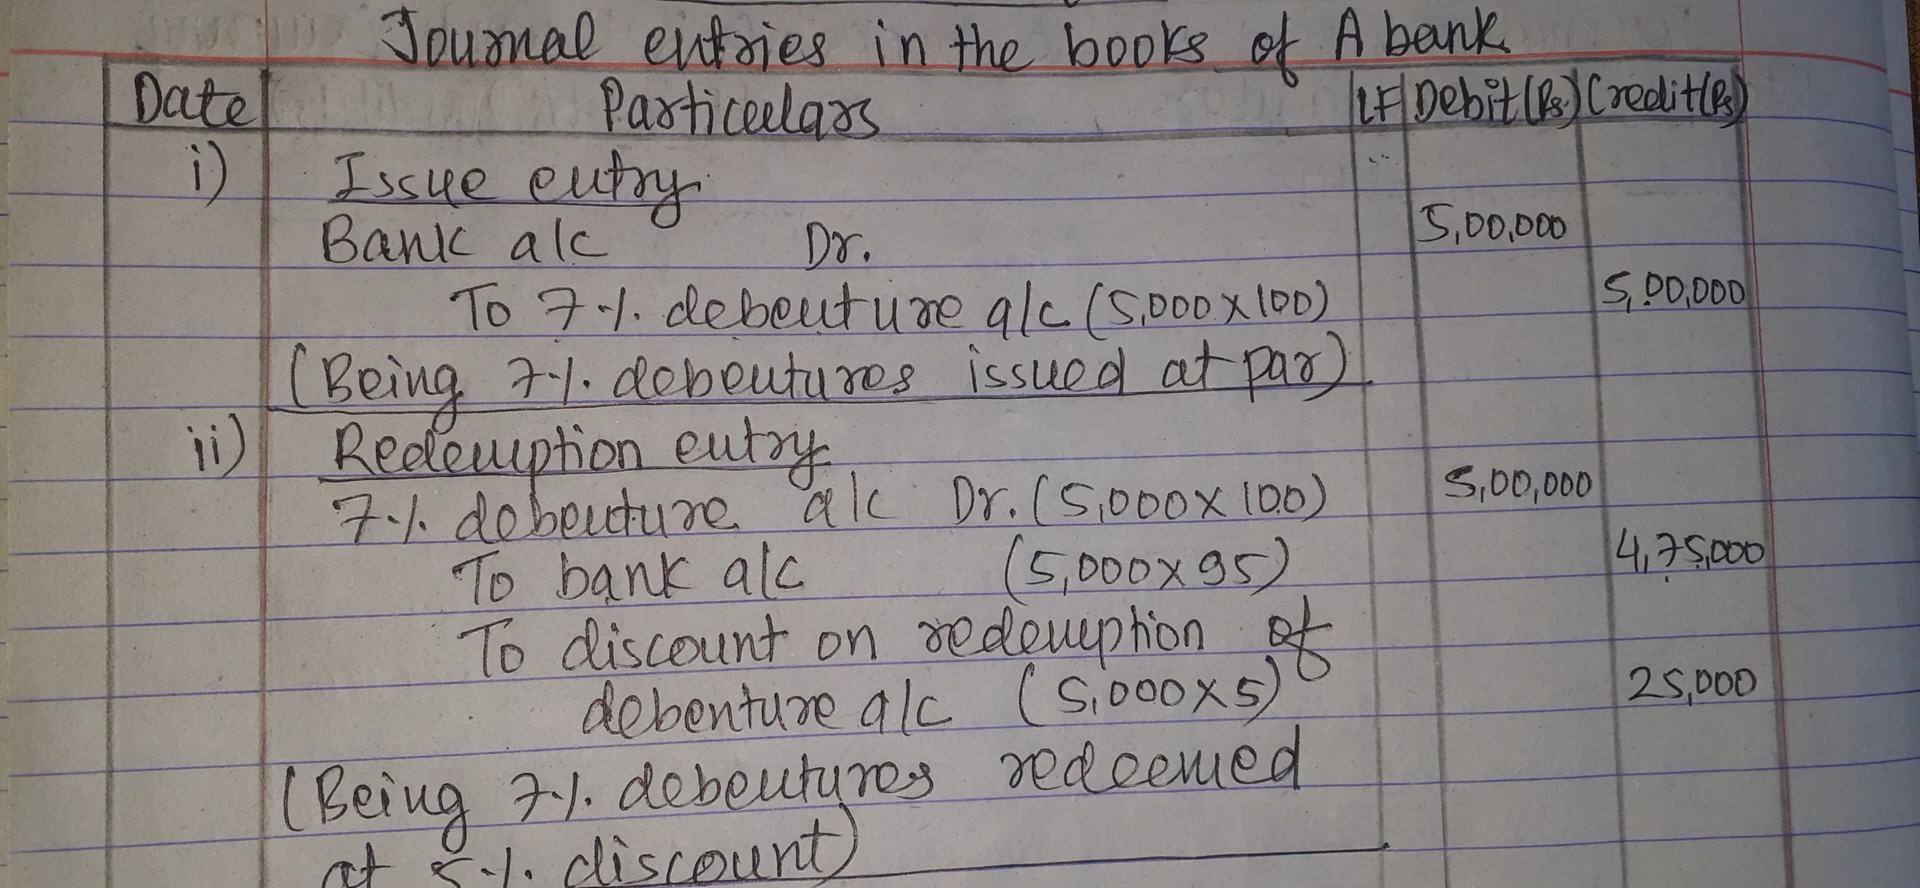 Journal entries in the books of A bank
Date Particulars LF Debit(Rs) Credit(Rs)
i) Issue entry
Bank a/c Dr. 5,00,000
To 7% debenture a/c (5,000×100) 5,00,000
(Being 7% debentures issued at par)
ii) Redemption entry
7% debenture a/c Dr. (5,000×100) 5,00,000
To bank a/c (5,000×95) 4,75,000
To discount on redemption of
debenture a/c (5,000×5) 25,000
(Being 7% debentures redeemed
at 5% discount)